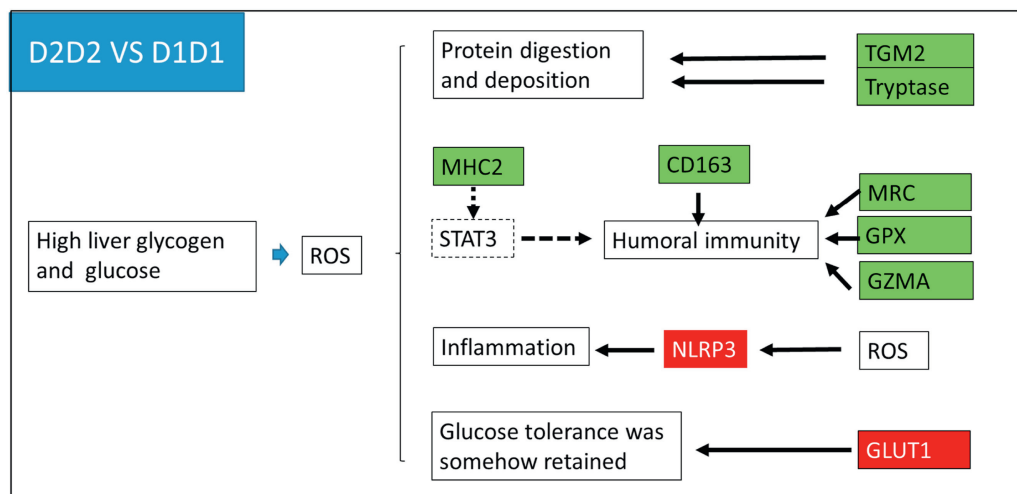 D2D2 VS D1D1
High liver glycogen
and glucose
ROS
Protein digestion
and deposition
TGM2
Tryptase
MHC2
CD163
STAT3
Humoral immunity
MRC
GPX
GZMA
Inflammation
NLRP3
ROS
Glucose tolerance was
somehow retained
GLUT1